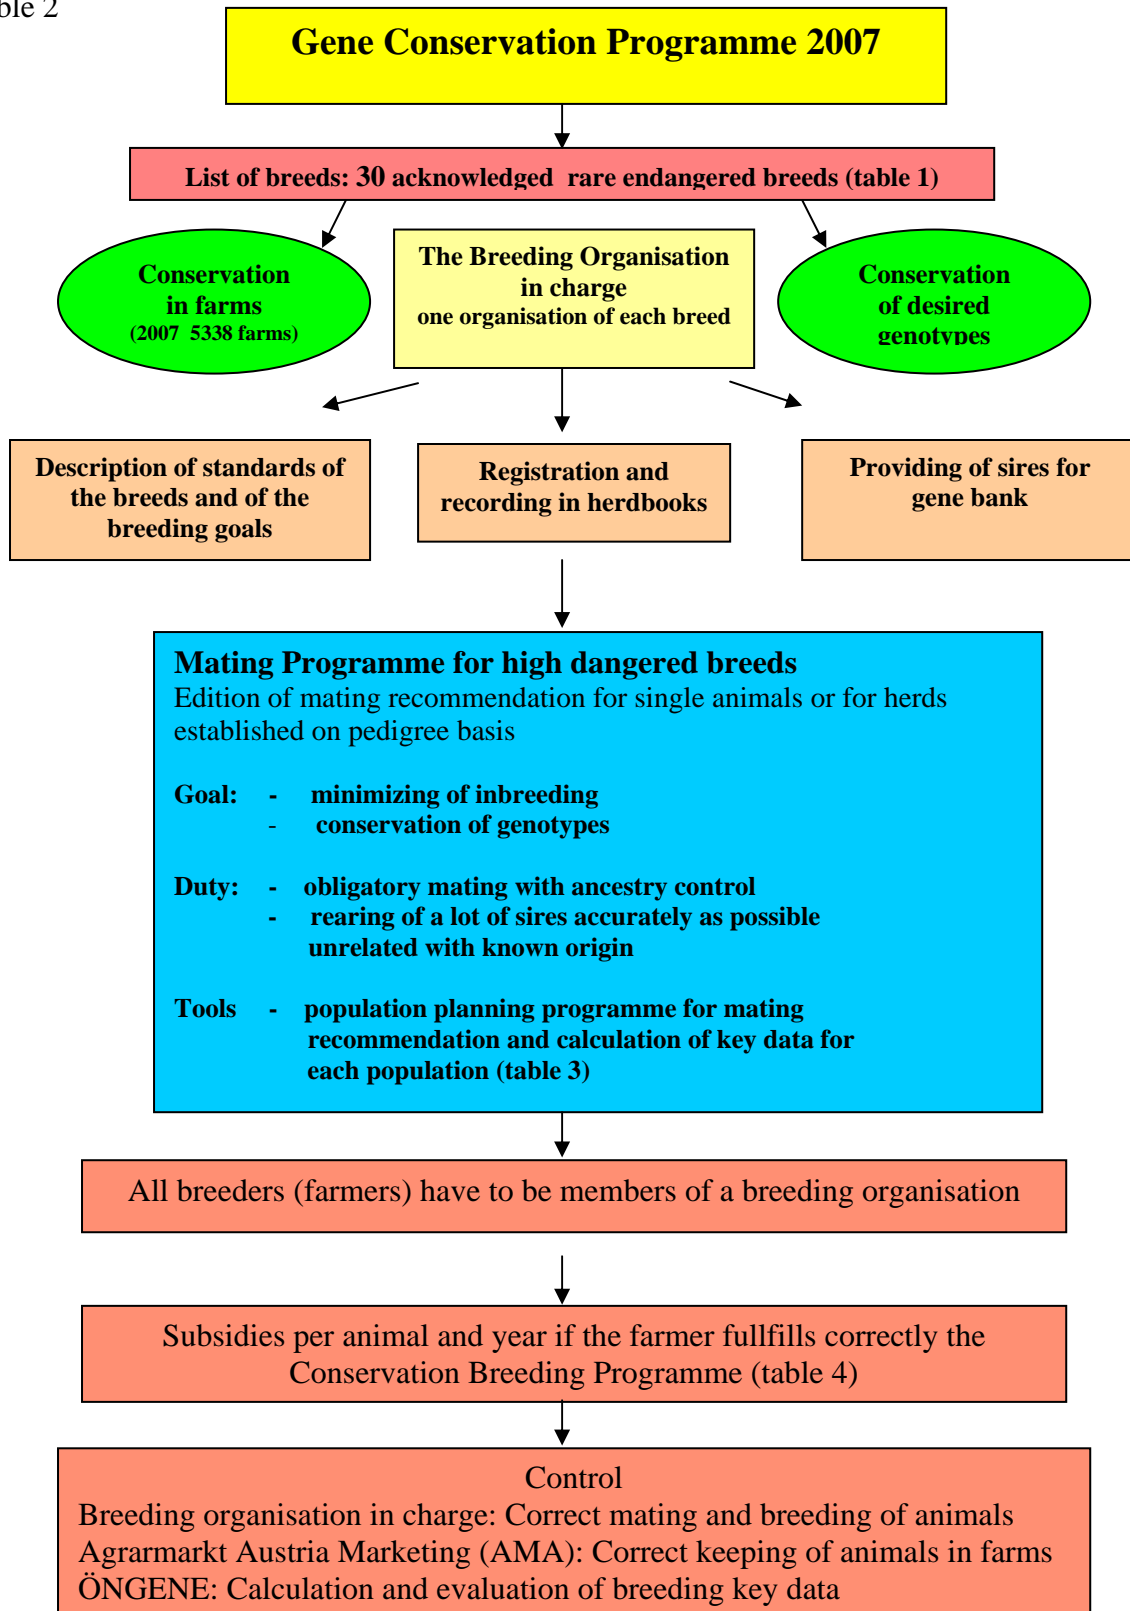 ble 2
Gene Conservation Programme 2007
List of breeds: 30 acknowledged rare endangered breeds (table 1)
Conservation
in farms
(2007 5338 farms)
The Breeding Organisation
in charge
one organisation of each breed
Conservation
of desired
genotypes
Description of standards of
the breeds and of the
breeding goals
Registration and
recording in herdbooks
Providing of sires for
gene bank
Mating Programme for high dangered breeds
Edition of mating recommendation for single animals or for herds
established on pedigree basis
Goal: - minimizing of inbreeding
- conservation of genotypes
Duty: - obligatory mating with ancestry control
- rearing of a lot of sires accurately as possible
unrelated with known origin
Tools - population planning programme for mating
recommendation and calculation of key data for
each population (table 3)
All breeders (farmers) have to be members of a breeding organisation
Subsidies per animal and year if the farmer fullfills correctly the
Conservation Breeding Programme (table 4)
Control
Breeding organisation in charge: Correct mating and breeding of animals
Agrarmarkt Austria Marketing (AMA): Correct keeping of animals in farms
ÖNGENE: Calculation and evaluation of breeding key data